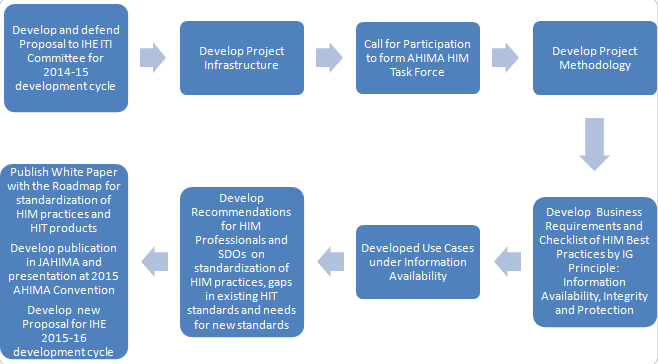 Develop and defend
Proposal to IHE ITI
Committee for
2014-15
development cycle
Develop Project
Infrastructure
Call for Participation
to form AHIMA HIM
Task Force
Develop Project
Methodology
Develop Business
Requirements and
Checklist of HIM Best
Practices by IG
Principle:
Information
Availability, Integrity
and Protection
Developed Use Cases
under Information
Availability
Develop
Recommendations
for HIM
Professionals and
SDOs on
standardization of
HIM practices, gaps
in existing HIT
standards and needs
for new standards
Publish White Paper
with the Roadmap for
standardization of
HIM practices and
HIT products
Develop publication
in JAHIMA and
presentation at 2015
AHIMA Convention
Develop new
Proposal for IHE
2015-16
development cycle